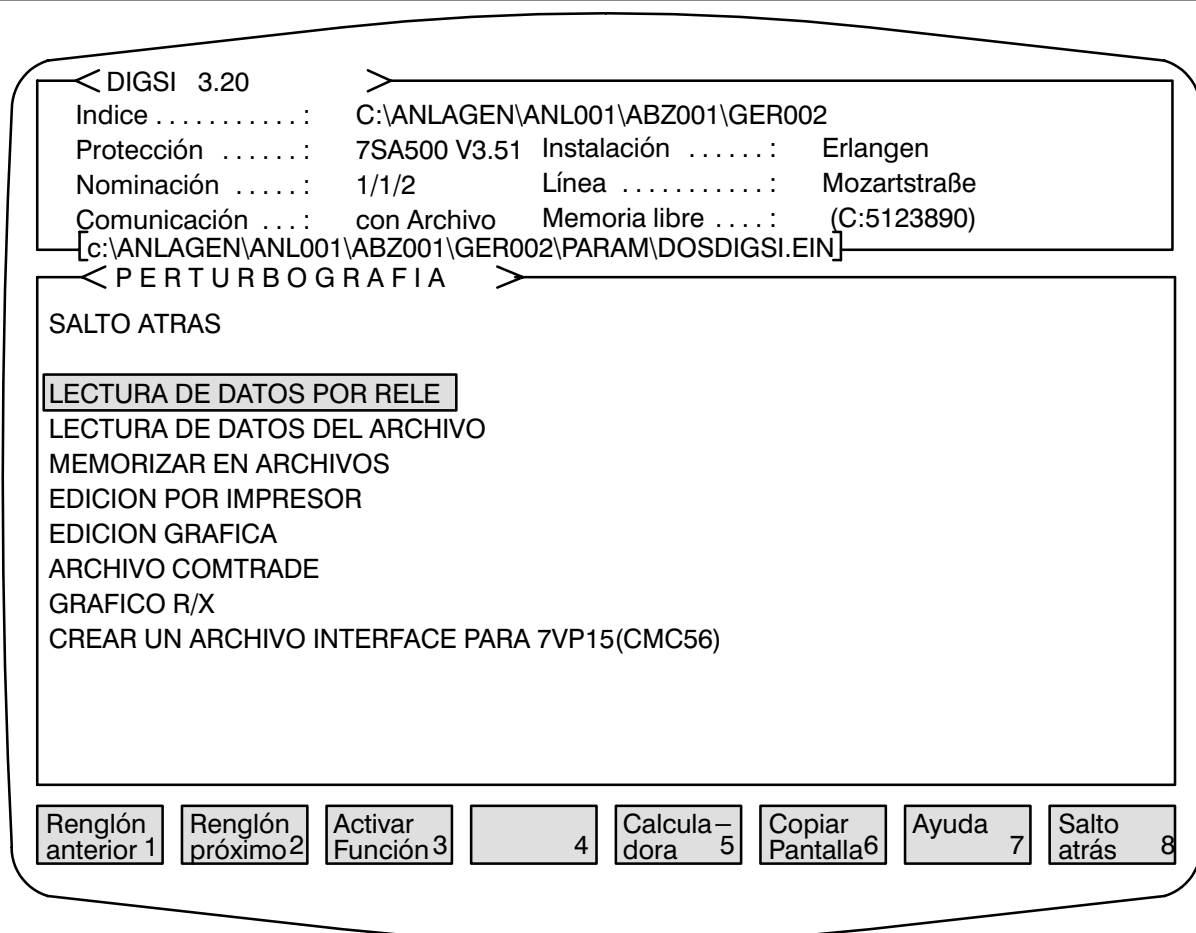 DIGSI 3.20
Indice . . . . . . . . . . . : C:\ANLAGEN\ANL001\ABZ001\GER002
Protección . . . . . . : 7SA500 V3.51 Instalación . . . . . . : Erlangen
Nominación . . . . . : 1/1/2 Línea . . . . . . . . . . . : Mozartstraße
Comunicación . . . : con Archivo Memoria libre . . . . : (C:5123890)
[c:\ANLAGEN\ANL001\ABZ001\GER002\PARAM\DOSDIGSI.EIN]
P E R T U R B O G R A F I A
SALTO ATRAS
LECTURA DE DATOS POR RELE
LECTURA DE DATOS DEL ARCHIVO
MEMORIZAR EN ARCHIVOS
EDICION POR IMPRESOR
EDICION GRAFICA
ARCHIVO COMTRADE
GRAFICO R/X
CREAR UN ARCHIVO INTERFACE PARA 7VP15(CMC56)
Renglón anterior 1
Renglón próximo 2
Activar Función 3
4
Calcula– dora 5
Copiar Pantalla 6
Ayuda 7
Salto atrás 8